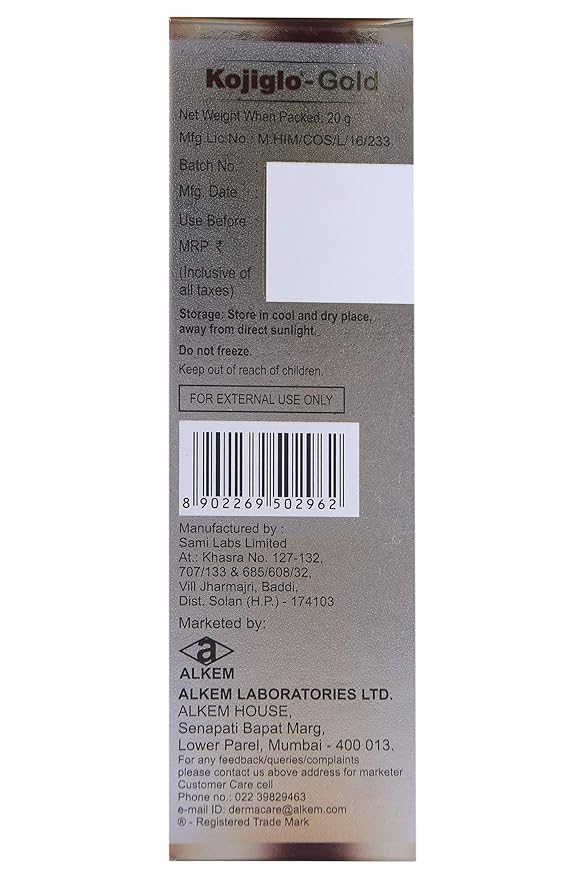 Kojiglo®-Gold
Net Weight When Packed: 20 g
Mfg.Lic No.: M.HIM/COS/L/16/233.
Batch No. :
Mfg. Date :
Use Before :
MRP ₹ :
(Inclusive of
all taxes)
Storage: Store in cool and dry place,
away from direct sunlight.
Do not freeze.
Keep out of reach of children.
FOR EXTERNAL USE ONLY
8 902269 502962
Manufactured by :
Sami Labs Limited
At.: Khasra No. 127-132,
707/133 & 685/608/32,
Vill Jharmajri, Baddi,
Dist. Solan (H.P.) - 174103
Marketed by:
a
ALKEM
ALKEM LABORATORIES LTD.
ALKEM HOUSE,
Senapati Bapat Marg,
Lower Parel, Mumbai - 400 013.
For any feedback/queries/complaints
please contact us above address for marketer
Customer Care cell
Phone no.: 022 39829463
e-mail ID: dermacare@alkem.com
® - Registered Trade Mark